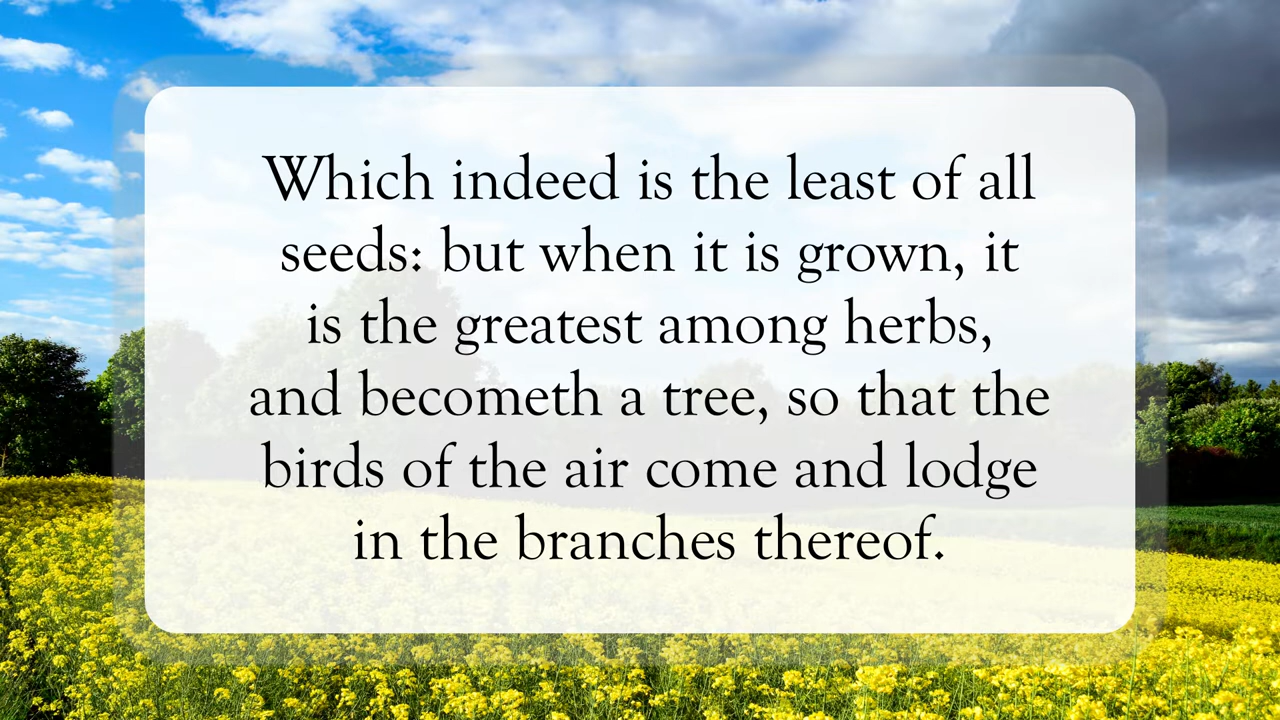 Which indeed is the least of all
seeds: but when it is grown, it
is the greatest among herbs,
and becometh a tree, so that the
birds of the air come and lodge
in the branches thereof.